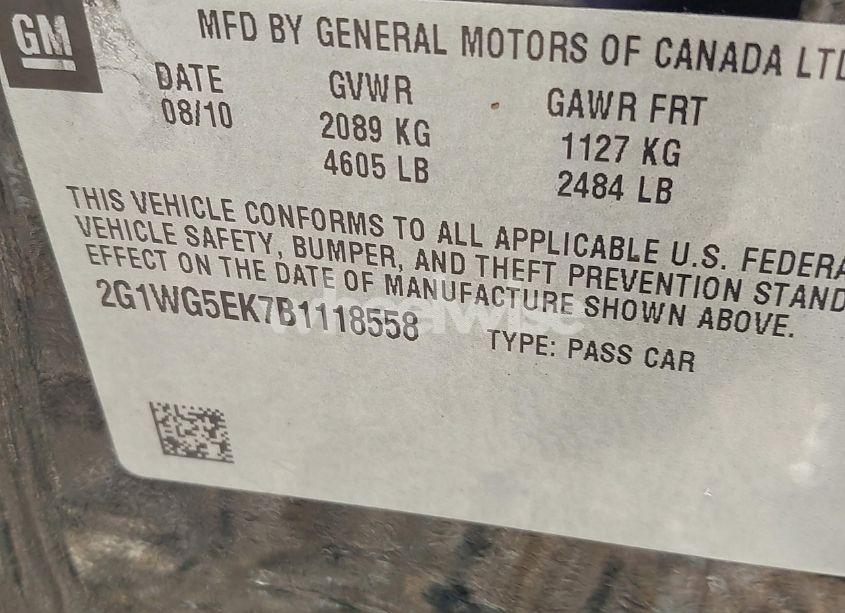 GM
MFD BY GENERAL MOTORS OF CANADA LTD
DATE GVWR GAWR FRT
08/10 2089 KG 1127 KG
4605 LB 2484 LB
THIS VEHICLE CONFORMS TO ALL APPLICABLE U.S. FEDERA
VEHICLE SAFETY, BUMPER, AND THEFT PREVENTION STAND
EFFECT ON THE DATE OF MANUFACTURE SHOWN ABOVE.
2G1WG5EK7B1118558 TYPE: PASS CAR
wheelwise